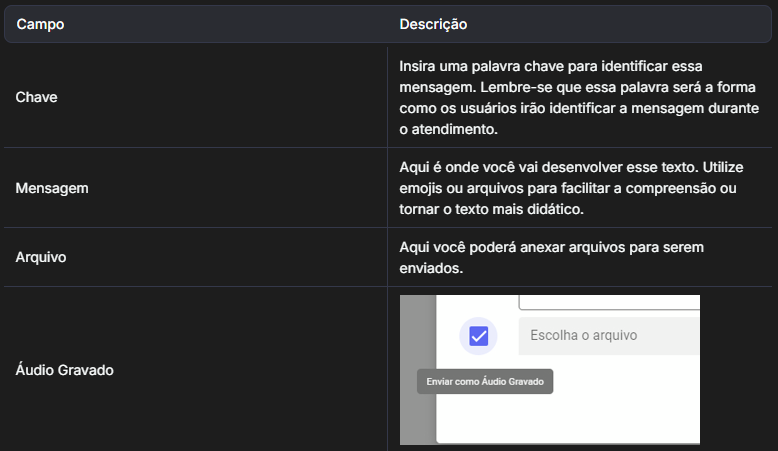 Campo
Descrição
Chave
Insira uma palavra chave para identificar essa
mensagem. Lembre-se que essa palavra será a forma
como os usuários irão identificar a mensagem durante
o atendimento.
Mensagem
Aqui é onde você vai desenvolver esse texto. Utilize
emojis ou arquivos para facilitar a compreensão ou
tornar o texto mais didático.
Arquivo
Aqui você poderá anexar arquivos para serem
enviados.
Áudio Gravado
Escolha o arquivo
Enviar como Áudio Gravado